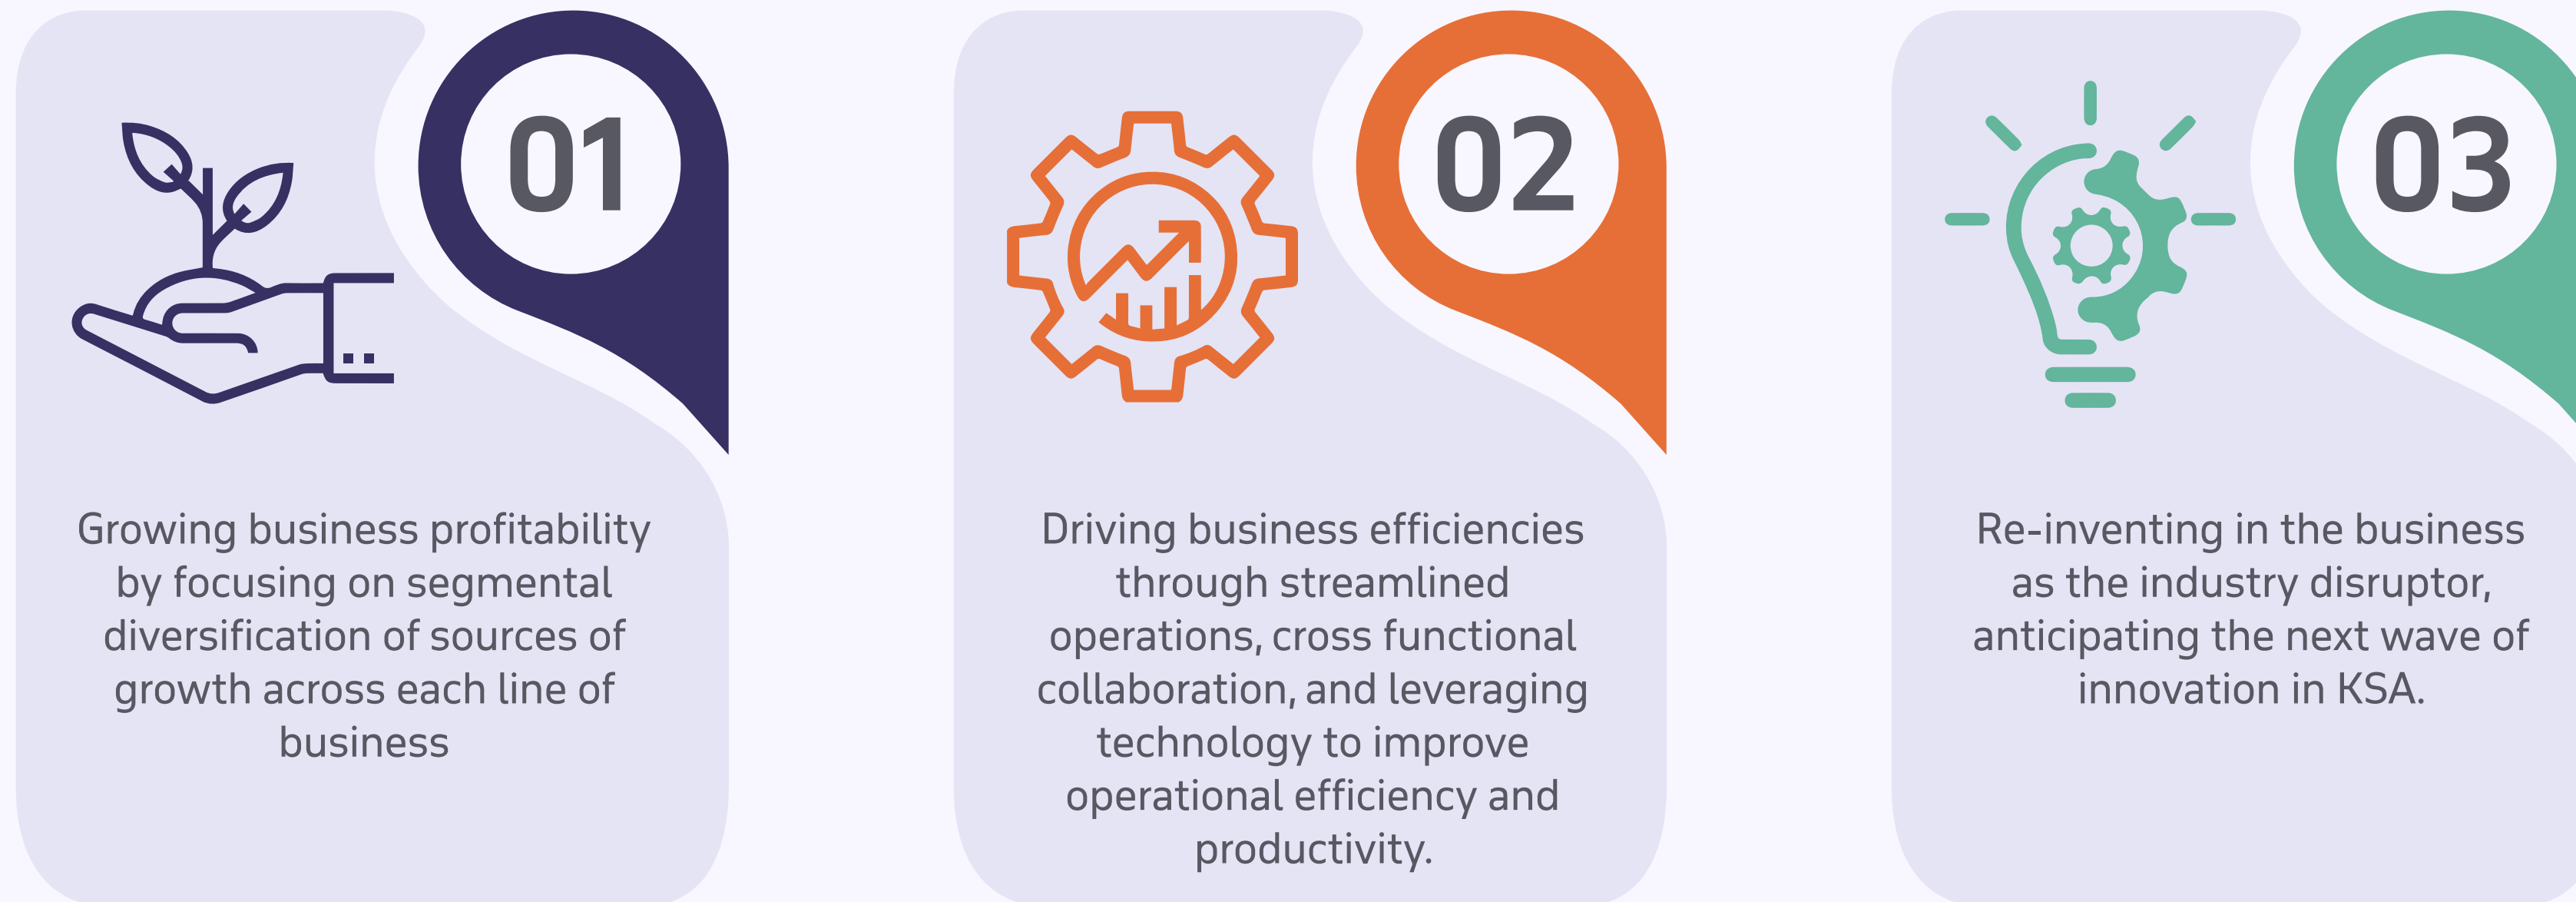 01
Growing business profitability
by focusing on segmental
diversification of sources of
growth across each line of
business
02
Driving business efficiencies
through streamlined
operations, cross functional
collaboration, and leveraging
technology to improve
operational efficiency and
productivity.
03
Re-inventing in the business
as the industry disruptor,
anticipating the next wave of
innovation in KSA.